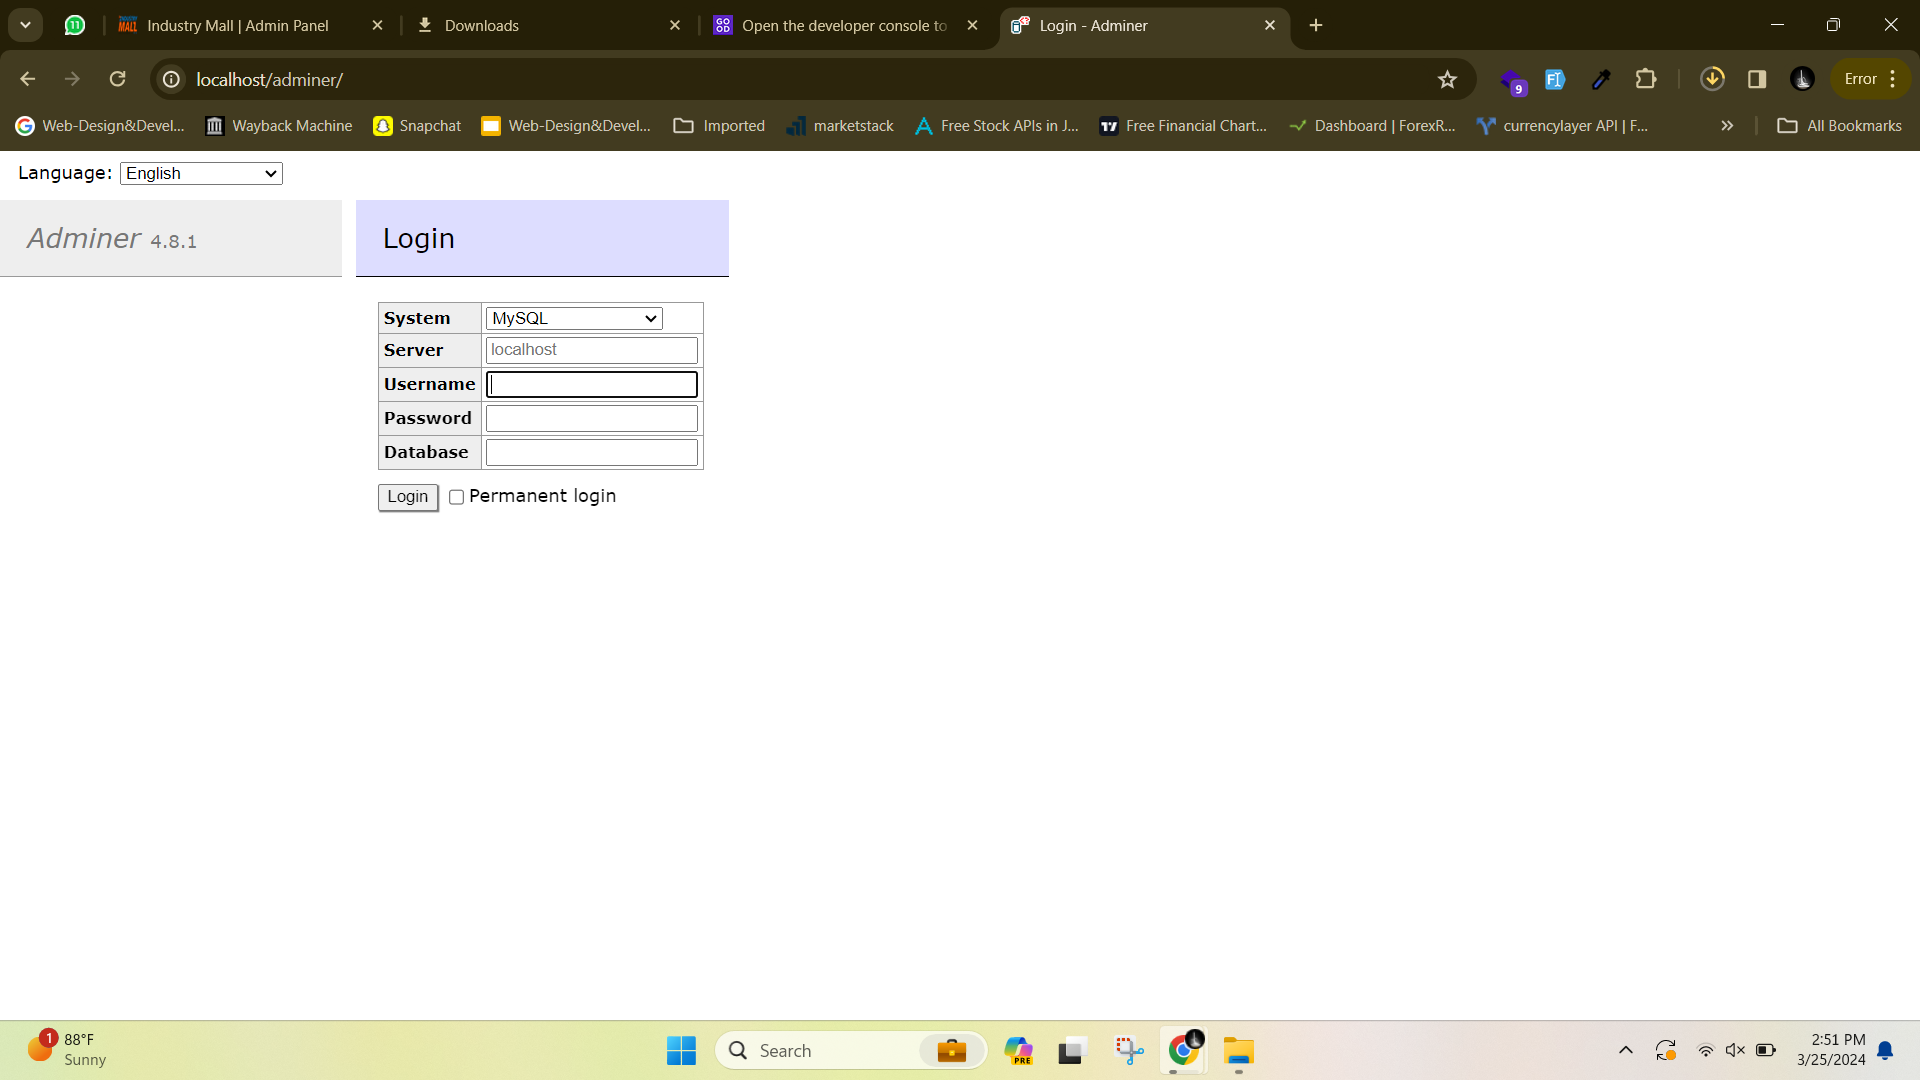 11
Industry Mall | Admin Panel
Downloads
GO OD
Open the developer console to
Login - Adminer
localhost/adminer/
9
Error
Web-Design&Devel...
Wayback Machine
Snapchat
Web-Design&Devel...
Imported
marketstack
Free Stock APIs in J...
Free Financial Chart...
Dashboard | ForexR...
currencylayer API | F...
All Bookmarks
Language: English
Adminer 4.8.1
Login
System MySQL
Server localhost
Username
Password
Database
Login Permanent login
1
88°F
Sunny
Search
PRE
2:51 PM
3/25/2024